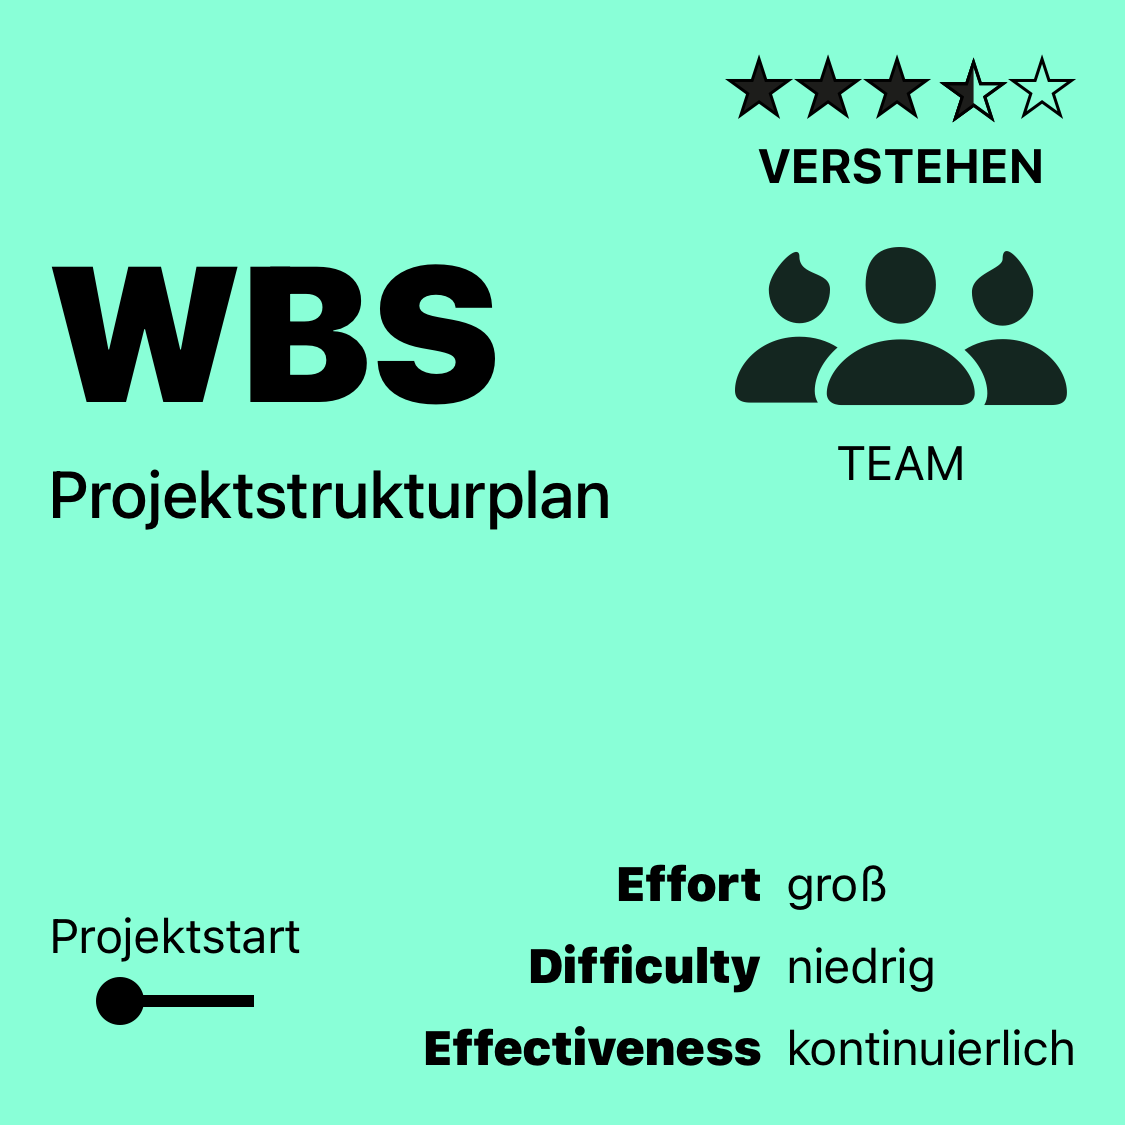 VERSTEHEN
WBS
Projektstrukturplan
TEAM
Projektstart
Effort groß
Difficulty niedrig
Effectiveness kontinuierlich